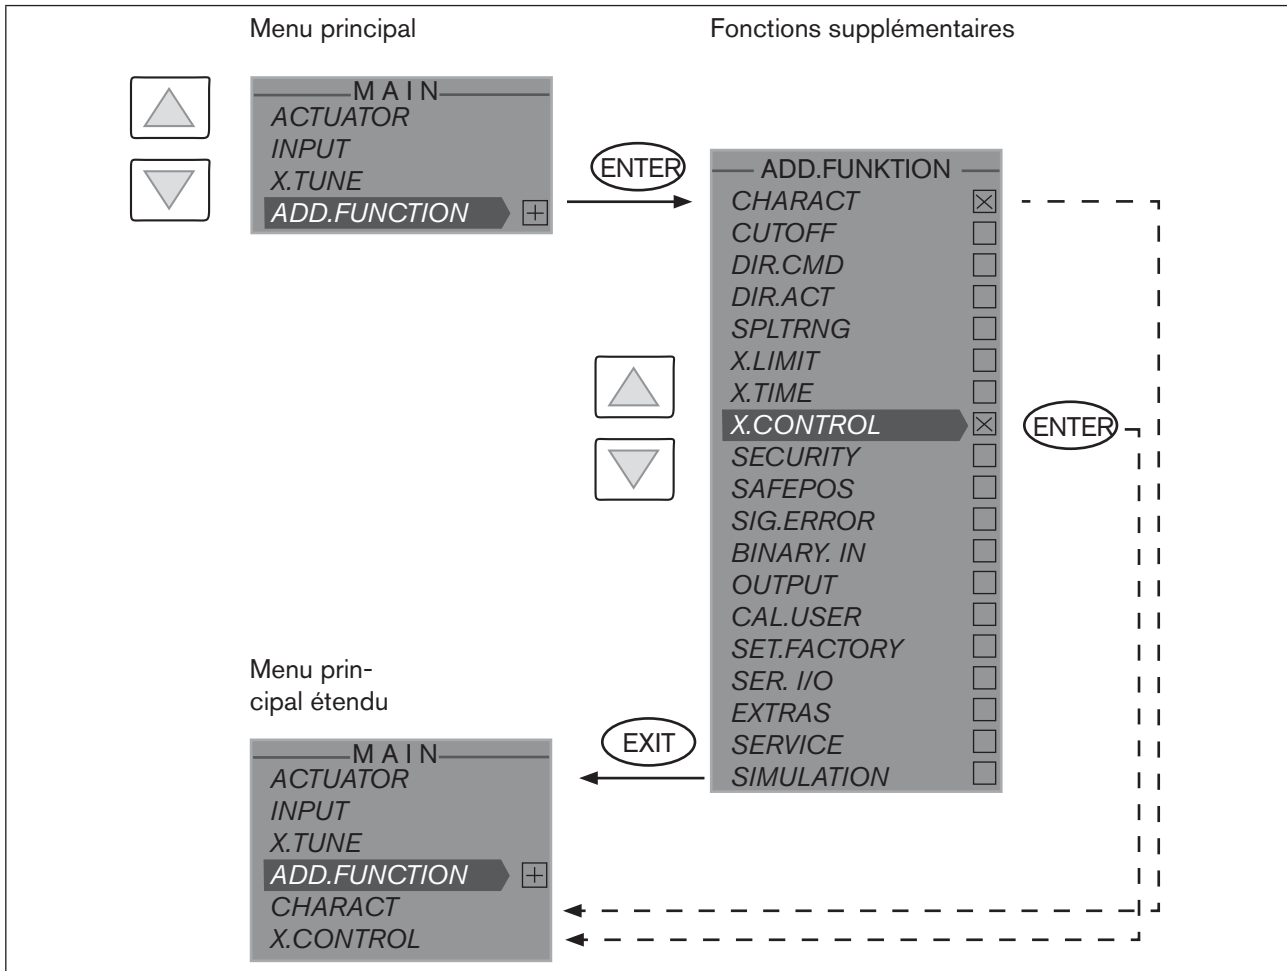 Menu principal
Fonctions supplémentaires
M A I N
ACTUATOR
INPUT
X.TUNE
ADD.FUNCTION
ENTER
ADD.FUNKTION
CHARACT
CUTOFF
DIR.CMD
DIR.ACT
SPLTRNG
X.LIMIT
X.TIME
X.CONTROL
ENTER
SECURITY
SAFEPOS
SIG.ERROR
BINARY. IN
OUTPUT
CAL.USER
SET.FACTORY
SER. I/O
EXTRAS
SERVICE
SIMULATION
Menu prin-
cipal étendu
EXIT
M A I N
ACTUATOR
INPUT
X.TUNE
ADD.FUNCTION
CHARACT
X.CONTROL